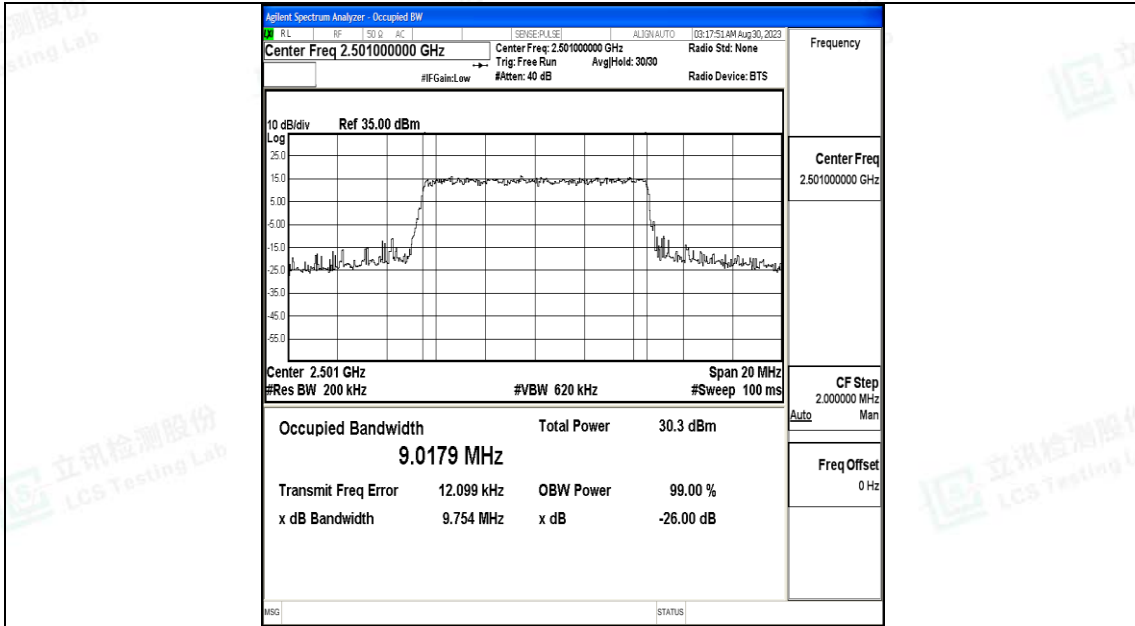 Agilent Spectrum Analyzer - Occupied BW
RL RF 50 Ω AC SENSE:PULSE ALIGN AUTO 03:17:51 AM Aug 30, 2023
Center Freq 2.501000000 GHz
Center Freq: 2.501000000 GHz
Radio Std: None
Trig: Free Run Avg|Hold: 30/30
#IFGain:Low
#Atten: 40 dB
Radio Device: BTS
Frequency
10 dB/div Ref 35.00 dBm
Log
25.0
15.0
5.00
-5.00
-15.0
-25.0
-35.0
-45.0
-55.0
Center 2.501 GHz
Span 20 MHz
#Res BW 200 kHz
#VBW 620 kHz
#Sweep 100 ms
Center Freq
2.501000000 GHz
CF Step
2.000000 MHz
Auto Man
Freq Offset
0 Hz
Occupied Bandwidth
9.0179 MHz
Total Power 30.3 dBm
Transmit Freq Error 12.099 kHz OBW Power 99.00 %
x dB Bandwidth 9.754 MHz x dB -26.00 dB
MSG
STATUS
立讯检测股份
LCS Testing Lab
立讯检测股份